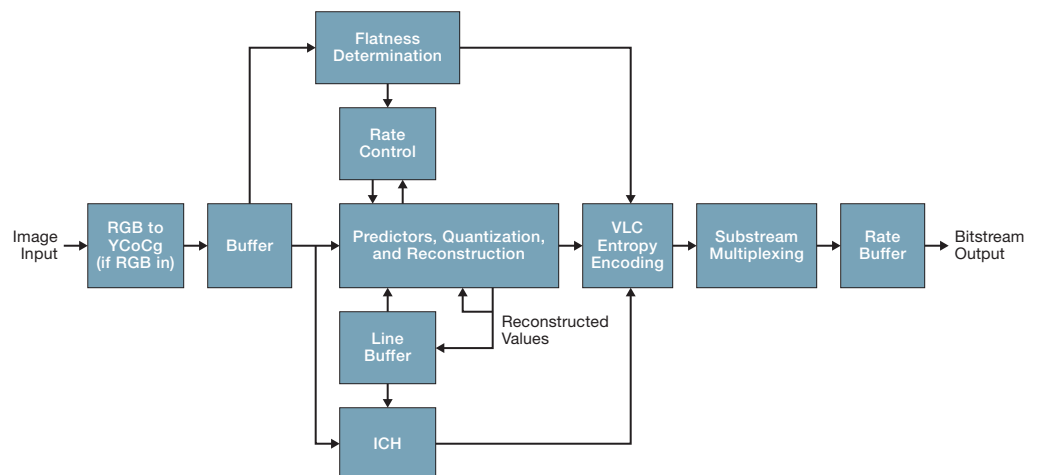 Flatness
Determination
Rate
Control
Image
Input
RGB to
YCoCg
(if RGB in)
Buffer
Predictors, Quantization,
and Reconstruction
VLC
Entropy
Encoding
Substream
Multiplexing
Rate
Buffer
Bitstream
Output
Line
Buffer
Reconstructed
Values
ICH